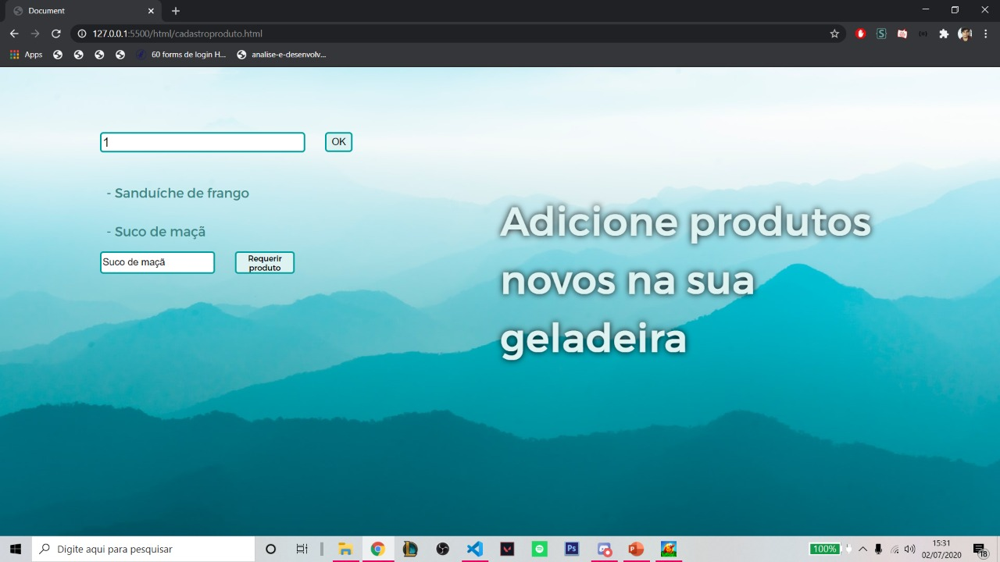 Document
127.0.0.1:5500/html/cadastroproduto.html
Apps
60 forms de login H...
analise-e-desenvolv...
1
OK
- Sanduíche de frango
- Suco de maçã
Suco de maçã
Requerir
produto
Adicione produtos
novos na sua
geladeira
Digite aqui para pesquisar
Ps
100%
15:31
02/07/2020
18